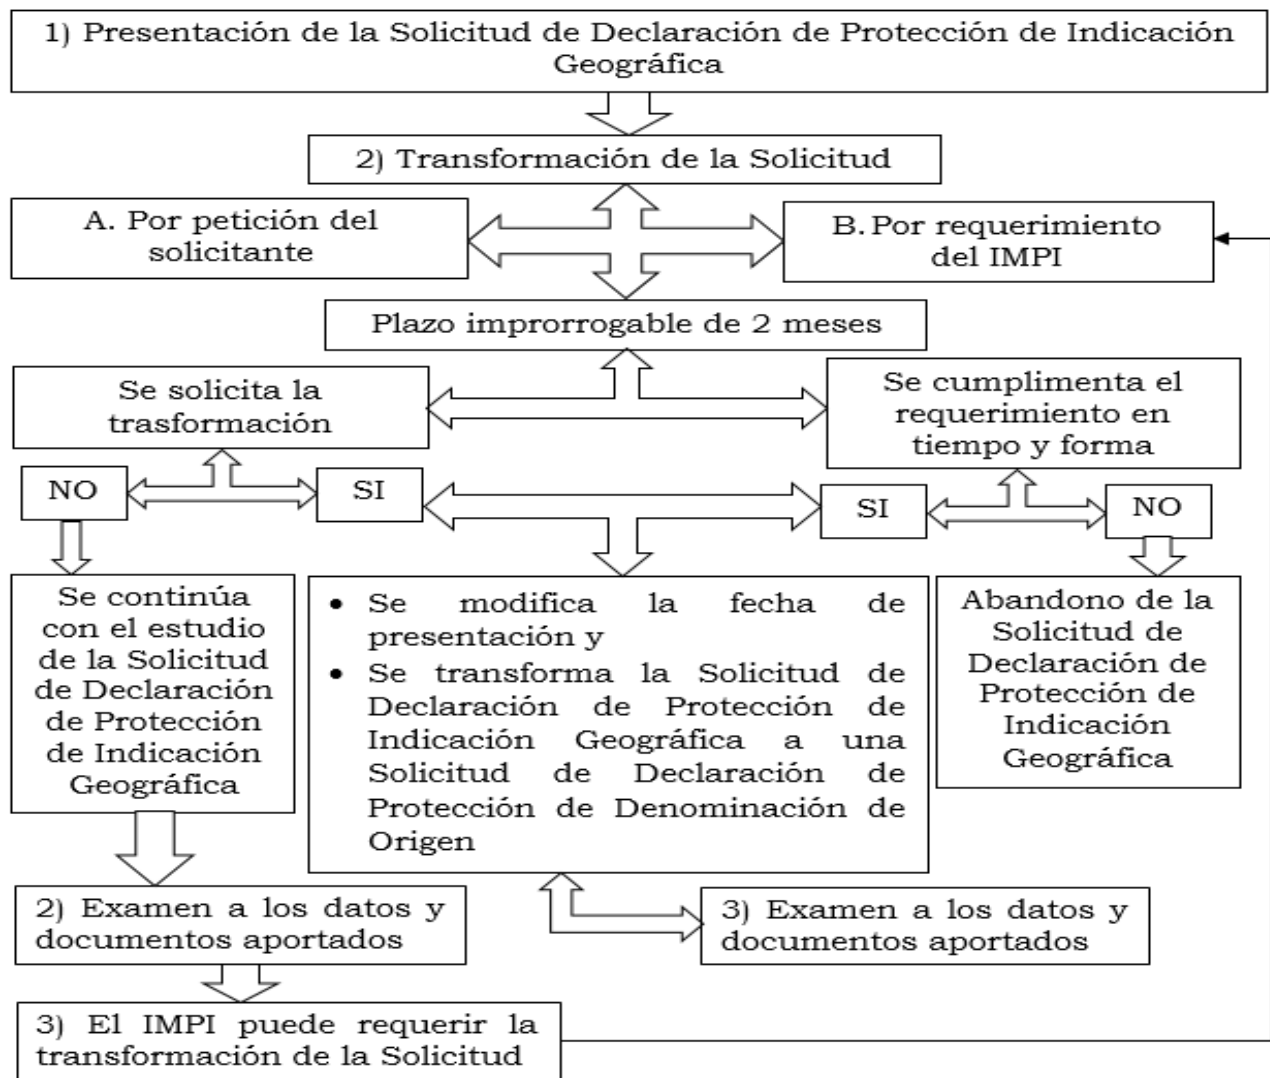 1) Presentación de la Solicitud de Declaración de Protección de Indicación
Geográfica
2) Transformación de la Solicitud
A. Por petición del
solicitante
B. Por requerimiento
del IMPI
Plazo improrrogable de 2 meses
Se solicita la
trasformación
Se cumplimenta el
requerimiento en
tiempo y forma
NO
SI
SI
NO
Se continúa
con el estudio
de la Solicitud
de Declaración
de Protección
de Indicación
Geográfica
• Se modifica la fecha de
presentación y
• Se transforma la Solicitud de
Declaración de Protección de
Indicación Geográfica a una
Solicitud de Declaración de
Protección de Denominación de
Origen
Abandono de la
Solicitud de
Declaración de
Protección de
Indicación
Geográfica
2) Examen a los datos y
documentos aportados
3) Examen a los datos y
documentos aportados
3) El IMPI puede requerir la
transformación de la Solicitud